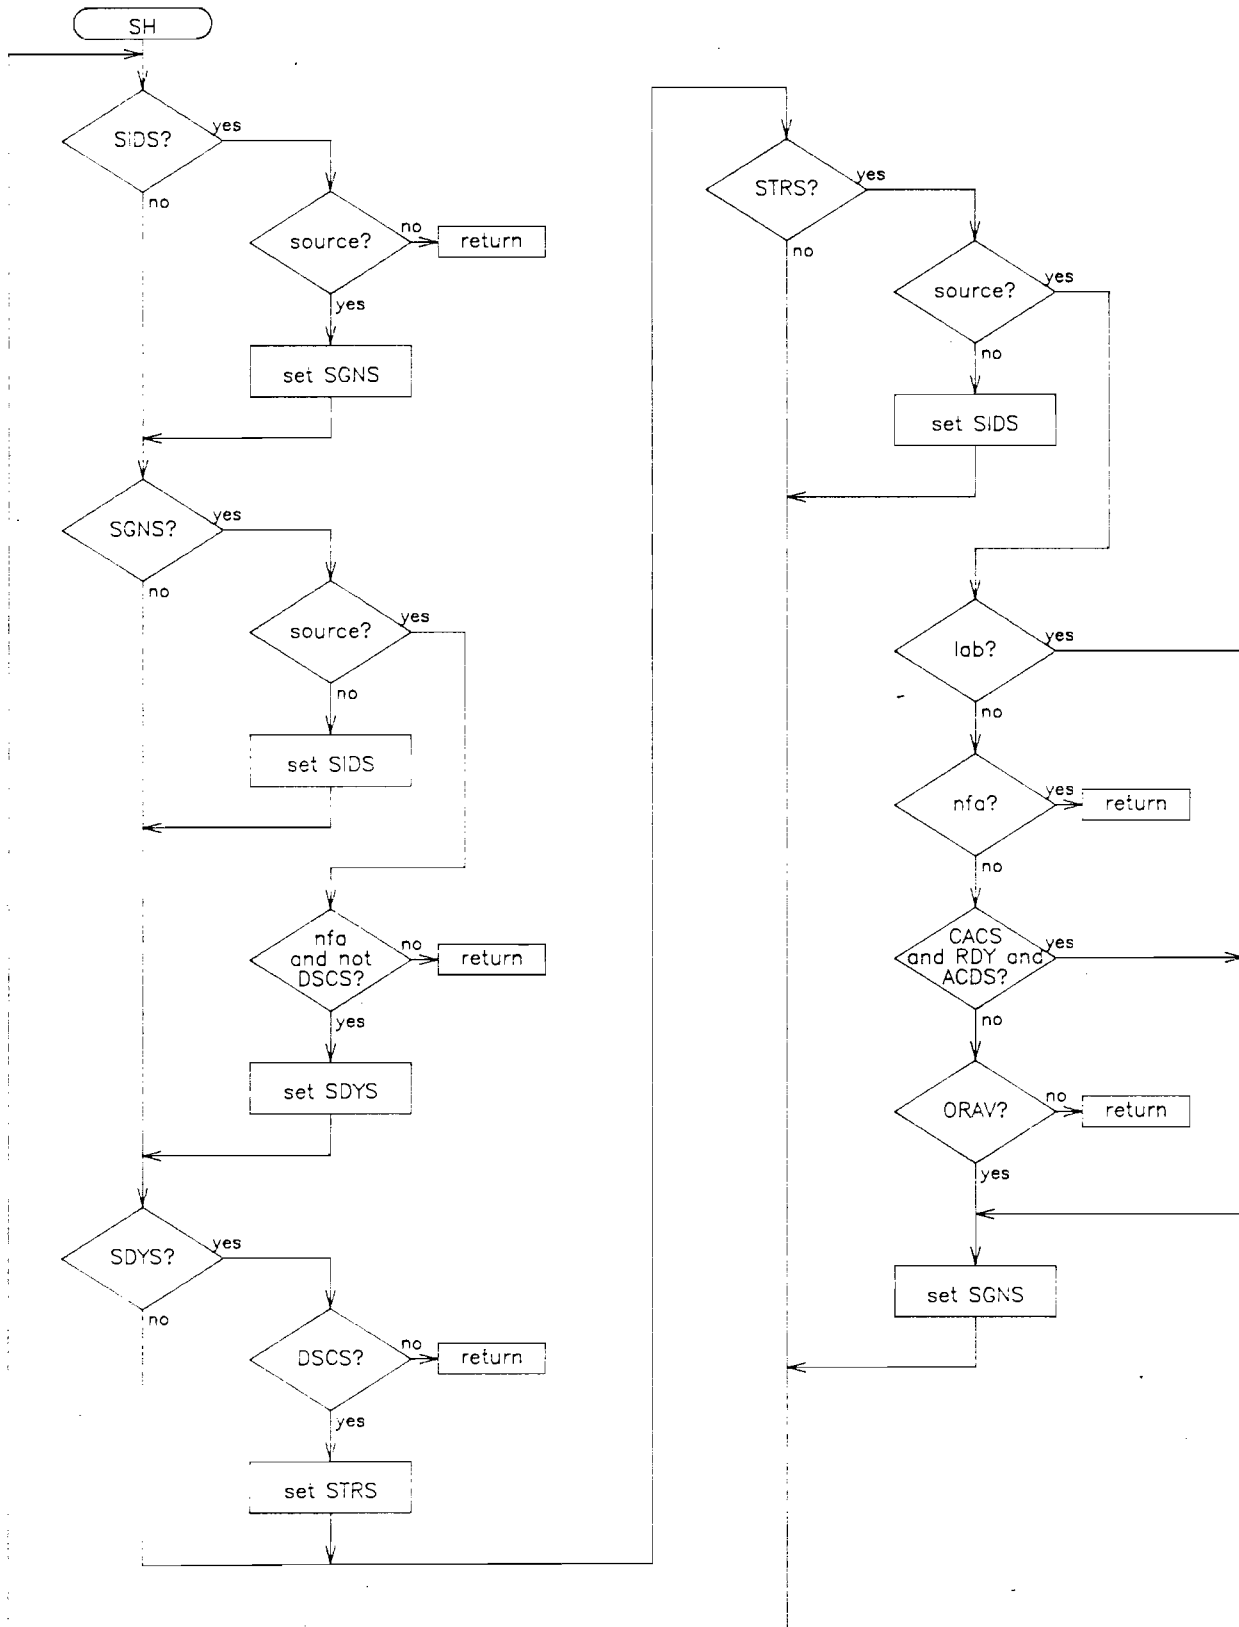 SH
SIDS?
yes
no
source?
no
return
yes
set SGNS
SGNS?
yes
no
source?
yes
no
set SIDS
nfa
and not
DSCS?
no
return
yes
set SDYS
SDYS?
yes
no
DSCS?
no
return
yes
set STRS
STRS?
yes
no
source?
yes
no
set SIDS
lab?
yes
no
nfa?
yes
return
no
CACS
and RDY and
ACDS?
yes
no
ORAV?
no
return
yes
set SGNS